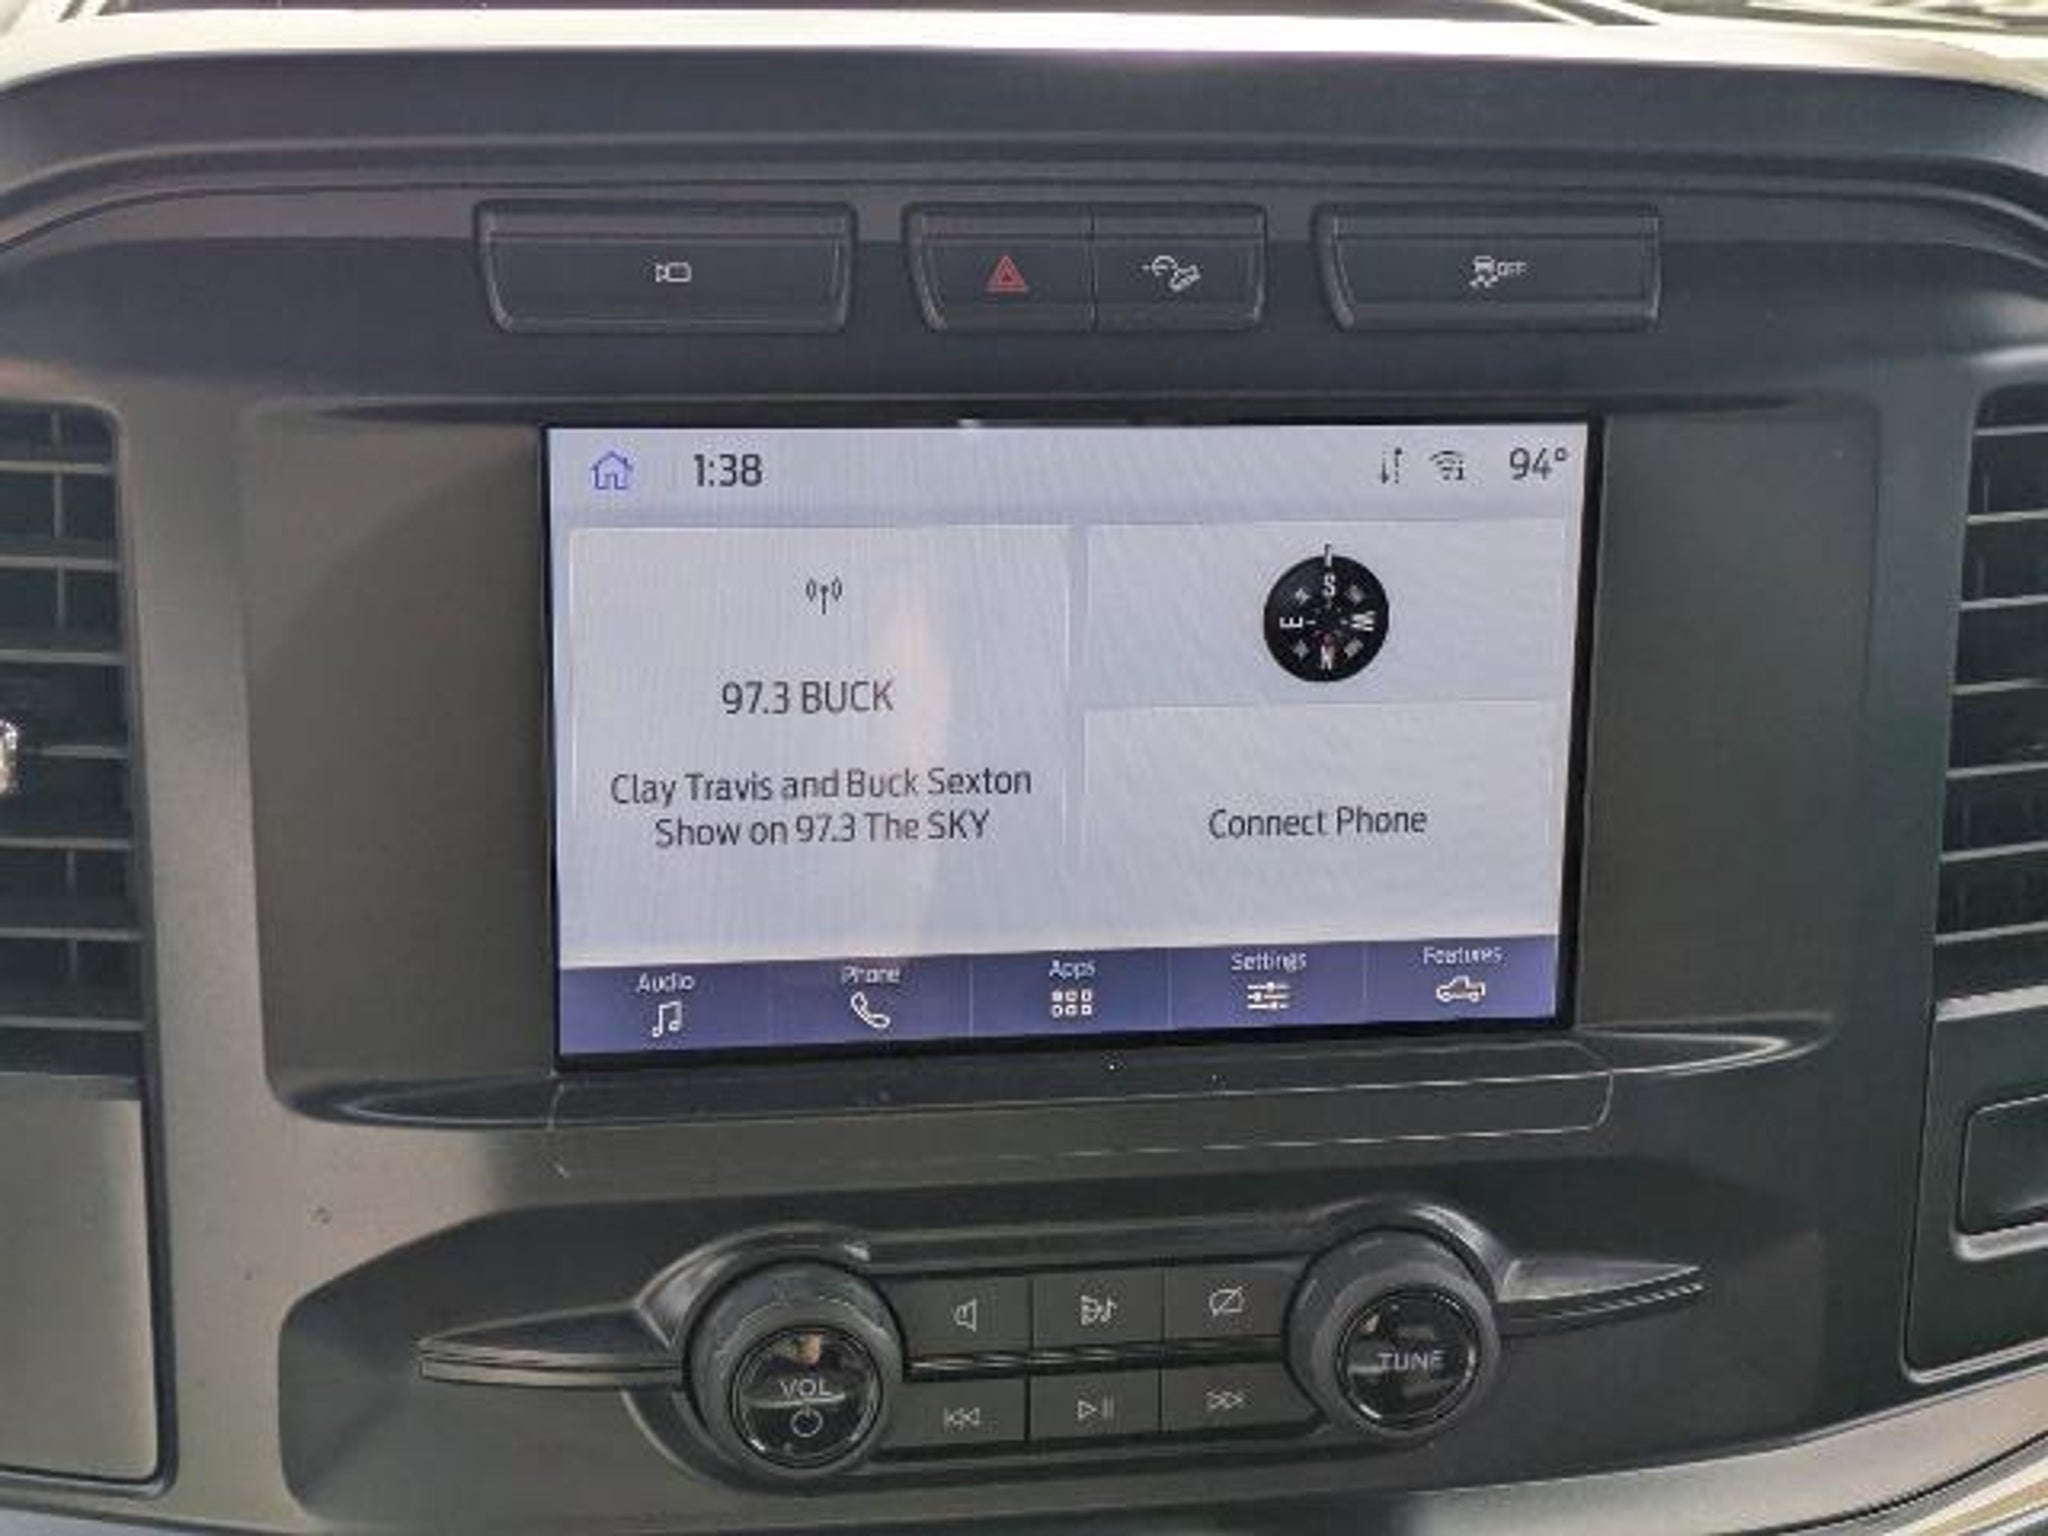 OFF
1:38
94°
97.3 BUCK
Clay Travis and Buck Sexton
Show on 97.3 The SKY
S
E W
N
Connect Phone
Audio Phone Apps Settings Features
VOL
TUNE